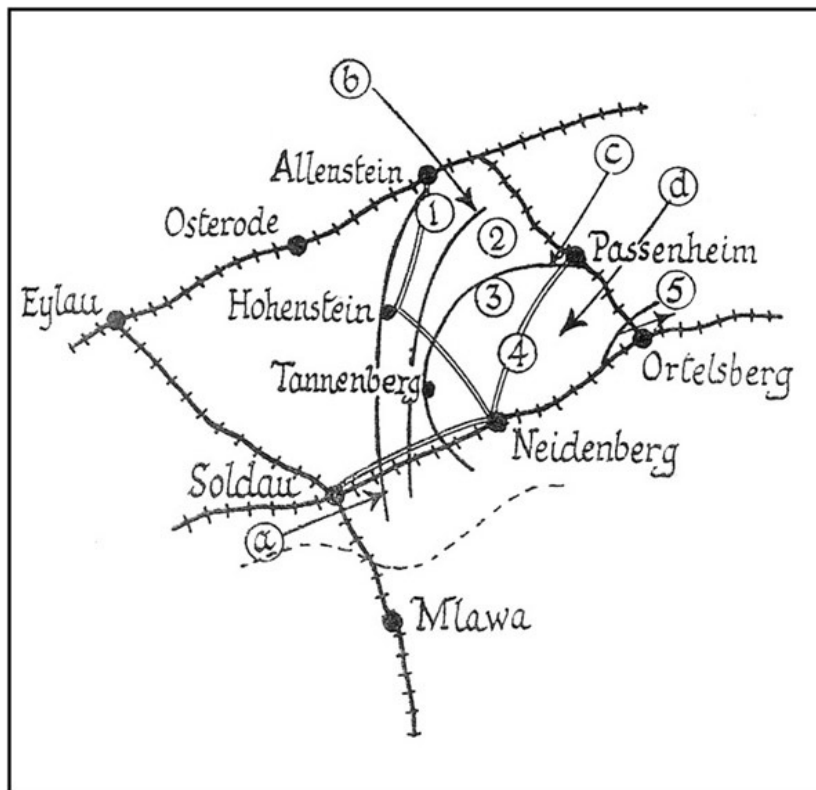 b
Allenstein
1
c
d
Osterode
2
Passenheim
Eylau
Hohenstein
3
5
4
Ortelsberg
Tannenberg
Neidenberg
Soldau
a
Mlawa